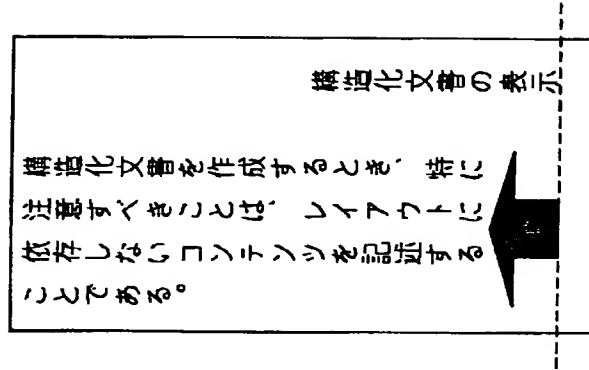 構造化文書の表示
構造化文書を作成するとき、特に
注意すべきことは、レイアウトに
依存しないコンテンツを記述する
ことである。